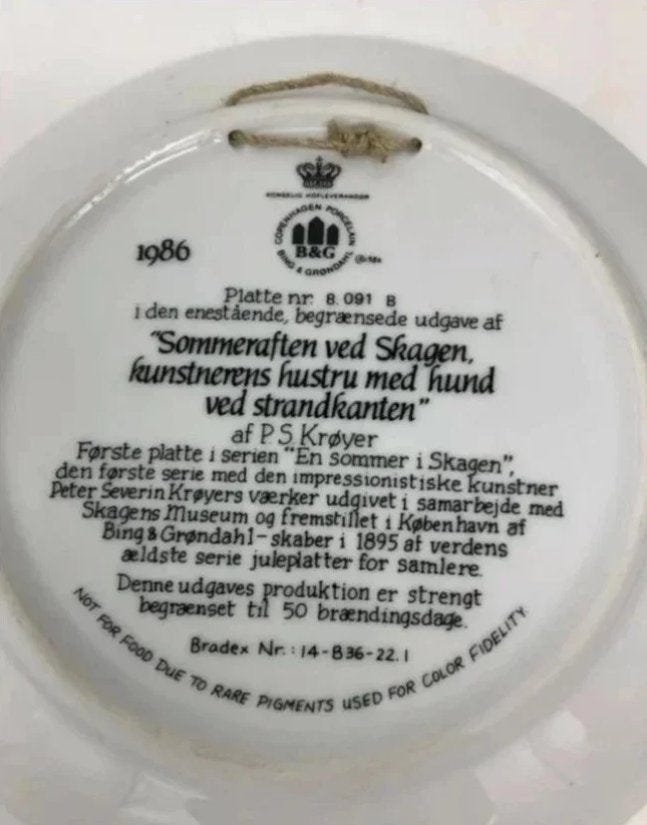 KONGELIG HOFLEVERANDØR
COPENHAGEN PORCELAIN
B&G
BING & GRØNDAHL
1986
Platte nr. 8.091 B
i den enestående, begrænsede udgave af
"Sommeraften ved Skagen,
kunstnerens hustru med hund
ved strandkanten"
af P.S. Krøyer
Første platte i serien "En sommer i Skagen",
den første serie med den impressionistiske kunstner
Peter Severin Krøyers værker udgivet i samarbejde med
Skagens Museum og fremstillet i København af
Bing & Grøndahl - skaber i 1895 af verdens
ældste serie juleplatter for samlere.
Denne udgaves produktion er strengt
begrænset til 50 brændingsdage.
Bradex Nr.: 14-B36-22.1
NOT FOR FOOD DUE TO RARE PIGMENTS USED FOR COLOR FIDELITY.